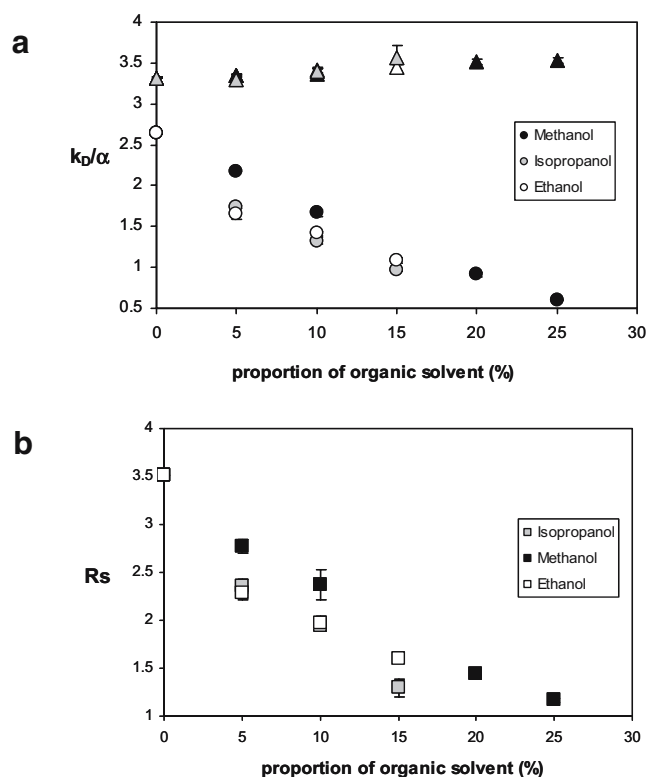 a
4
3.5
3
2.5
2
1.5
1
0.5
kD/α
0 5 10 15 20 25 30
proportion of organic solvent (%)
Methanol
Isopropanol
Ethanol
b
4
3.5
3
2.5
2
1.5
1
Rs
0 5 10 15 20 25 30
proportion of organic solvent (%)
Isopropanol
Methanol
Ethanol